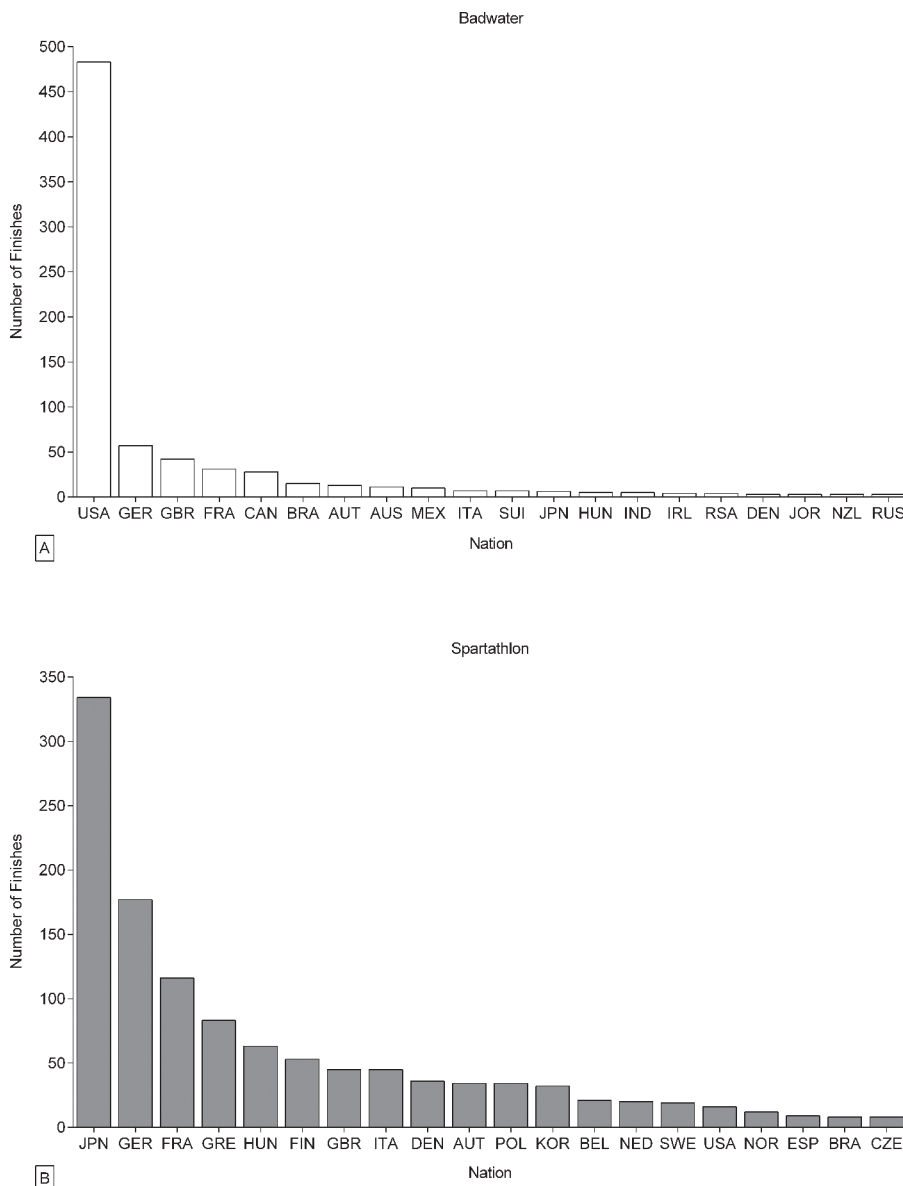 Badwater
500
450
400
350
300
250
200
150
100
50
0
Number of Finishes
USA GER GBR FRA CAN BRA AUT AUS MEX ITA SUI JPN HUN IND IRL RSA DEN JOR NZL RUS
Nation
A
Spartathlon
350
300
250
200
150
100
50
0
Number of Finishes
JPN GER FRA GRE HUN FIN GBR ITA DEN AUT POL KOR BEL NED SWE USA NOR ESP BRA CZE
Nation
B